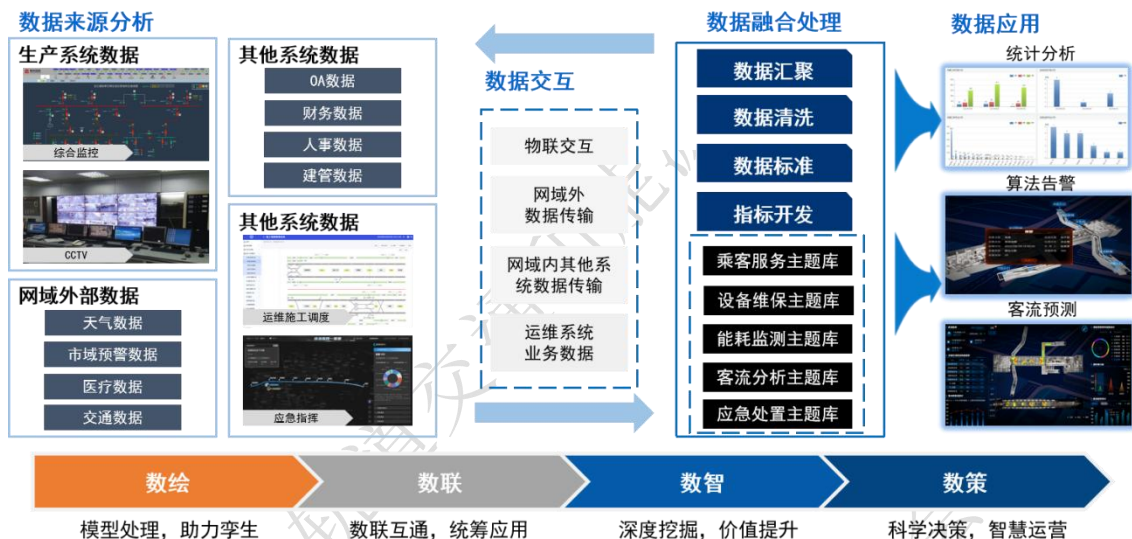 数据来源分析
生产系统数据
综合监控
CCTV
网域外部数据
天气数据
市域预警数据
医疗数据
交通数据
其他系统数据
OA数据
财务数据
人事数据
建管数据
其他系统数据
运维施工调度
应急指挥
数据交互
物联交互
网域外
数据传输
网域内其他系
统数据传输
运维系统
业务数据
数据融合处理
数据汇聚
数据清洗
数据标准
指标开发
乘客服务主题库
设备维保主题库
能耗监测主题库
客流分析主题库
应急处置主题库
数据应用
统计分析
算法告警
客流预测
数绘
数联
数智
数策
模型处理，助力孪生
数联互通，统筹应用
深度挖掘，价值提升
科学决策，智慧运营